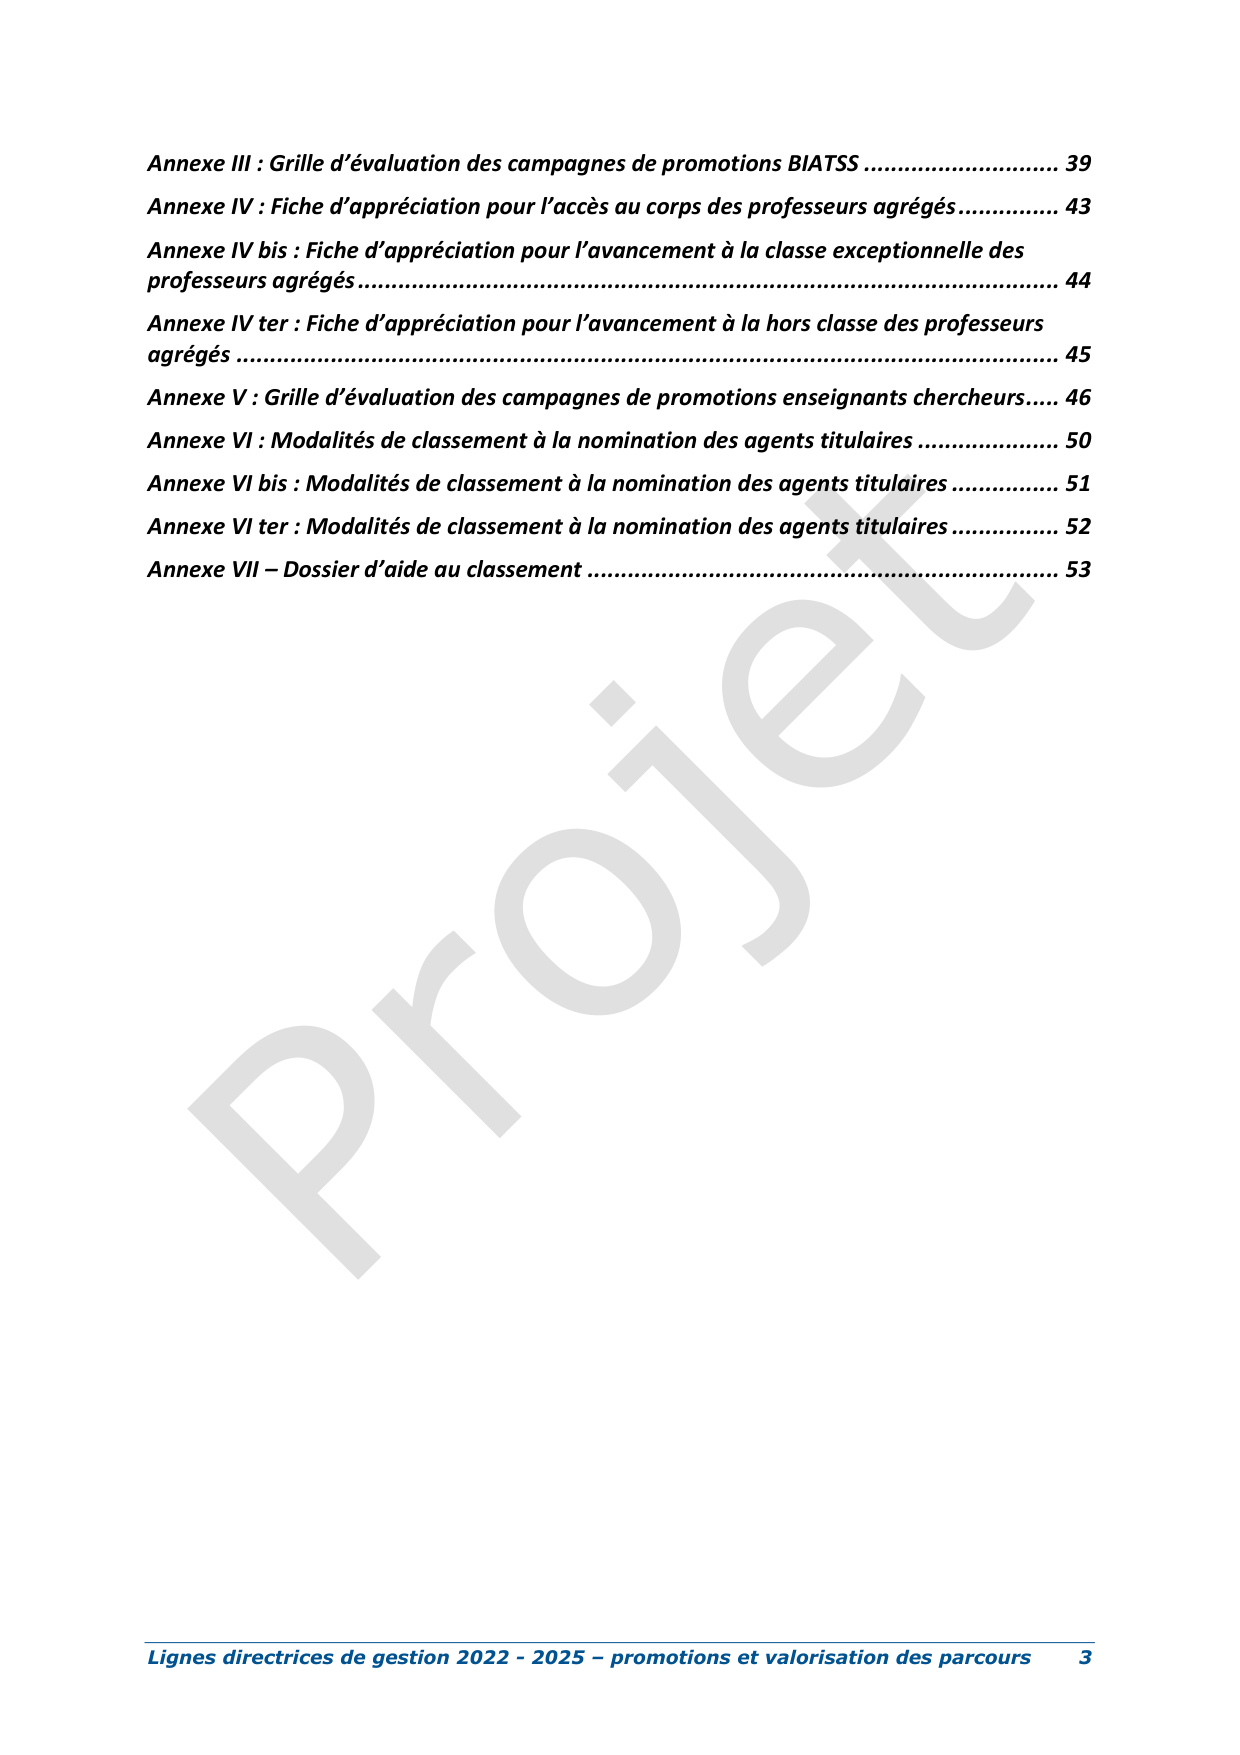 Annexe III : Grille d’évaluation des campagnes de promotions BIATSS ............................. 39
Annexe IV : Fiche d’appréciation pour l’accès au corps des professeurs agrégés ............... 43
Annexe IV bis : Fiche d’appréciation pour l’avancement à la classe exceptionnelle des
professeurs agrégés ........................................................................................................ 44
Annexe IV ter : Fiche d’appréciation pour l’avancement à la hors classe des professeurs
agrégés .......................................................................................................................... 45
Annexe V : Grille d’évaluation des campagnes de promotions enseignants chercheurs..... 46
Annexe VI : Modalités de classement à la nomination des agents titulaires ..................... 50
Annexe VI bis : Modalités de classement à la nomination des agents titulaires ................ 51
Annexe VI ter : Modalités de classement à la nomination des agents titulaires ................ 52
Annexe VII – Dossier d’aide au classement ...................................................................... 53
Projet
Lignes directrices de gestion 2022 - 2025 – promotions et valorisation des parcours 3